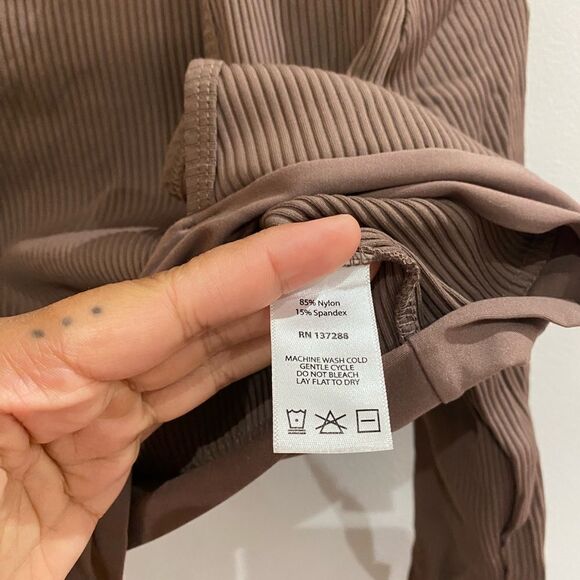 85% Nylon
15% Spandex
RN 137288
MACHINE WASH COLD
GENTLE CYCLE
DO NOT BLEACH
LAY FLAT TO DRY